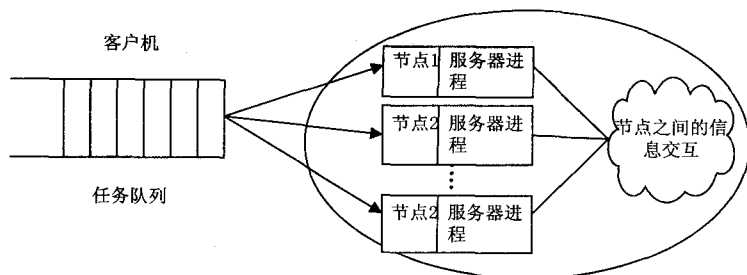 客户机
任务队列
节点1 服务器进
程
节点2 服务器进
程
节点2 服务器进
程
节点之间的信
息交互